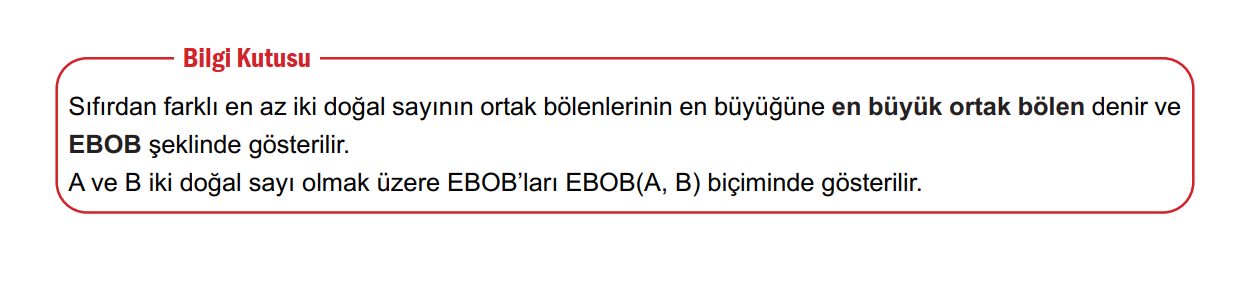 Bilgi Kutusu
Sıfırdan farklı en az iki doğal sayının ortak bölenlerinin en büyüğüne en büyük ortak bölen denir ve
EBOB şeklinde gösterilir.
A ve B iki doğal sayı olmak üzere EBOB’ları EBOB(A, B) biçiminde gösterilir.